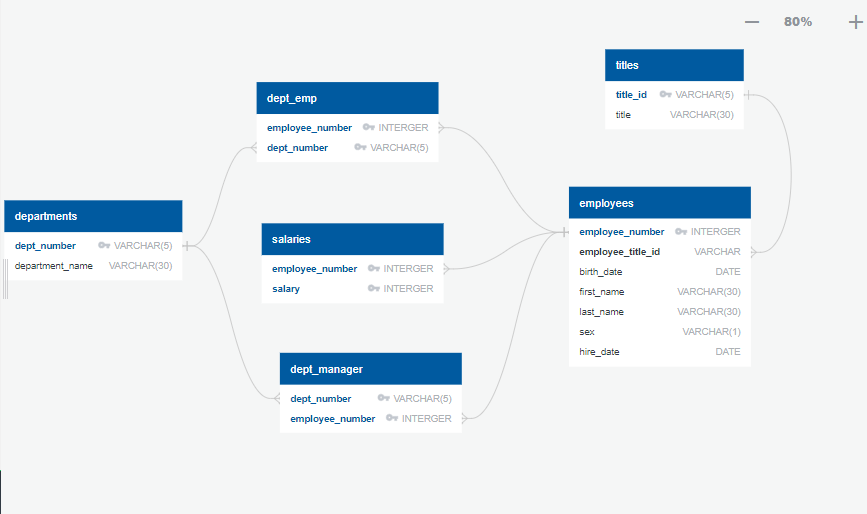 80%
titles
title_id VARCHAR(5)
title VARCHAR(30)
dept_emp
employee_number INTERGER
dept_number VARCHAR(5)
departments
dept_number VARCHAR(5)
department_name VARCHAR(30)
salaries
employee_number INTERGER
salary INTERGER
employees
employee_number INTERGER
employee_title_id VARCHAR
birth_date DATE
first_name VARCHAR(30)
last_name VARCHAR(30)
sex VARCHAR(1)
hire_date DATE
dept_manager
dept_number VARCHAR(5)
employee_number INTERGER